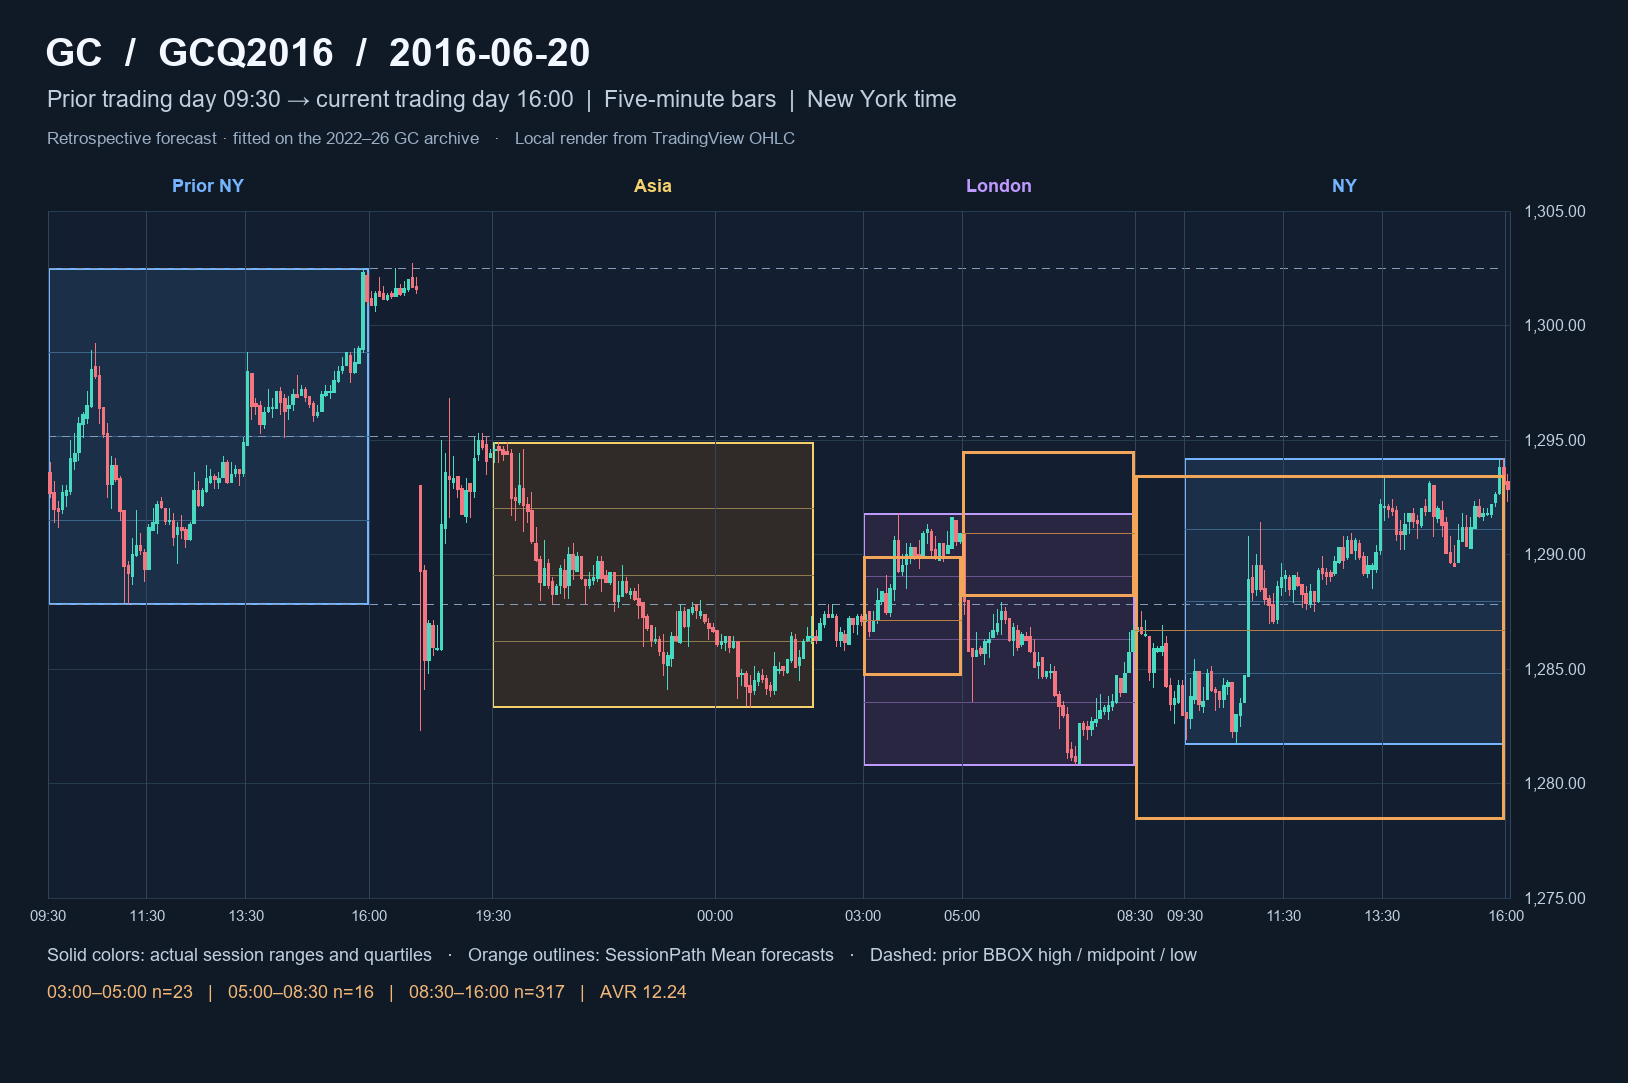 GC / GCQ2016 / 2016-06-20
Prior trading day 09:30 → current trading day 16:00 | Five-minute bars | New York time
Retrospective forecast · fitted on the 2022–26 GC archive · Local render from TradingView OHLC
Prior NY Asia London NY
1,305.00
1,300.00
1,295.00
1,290.00
1,285.00
1,280.00
1,275.00
09:30 11:30 13:30 16:00 19:30 00:00 03:00 05:00 08:30 09:30 11:30 13:30 16:00
Solid colors: actual session ranges and quartiles · Orange outlines: SessionPath Mean forecasts · Dashed: prior BBOX high / midpoint / low
03:00–05:00 n=23 | 05:00–08:30 n=16 | 08:30–16:00 n=317 | AVR 12.24